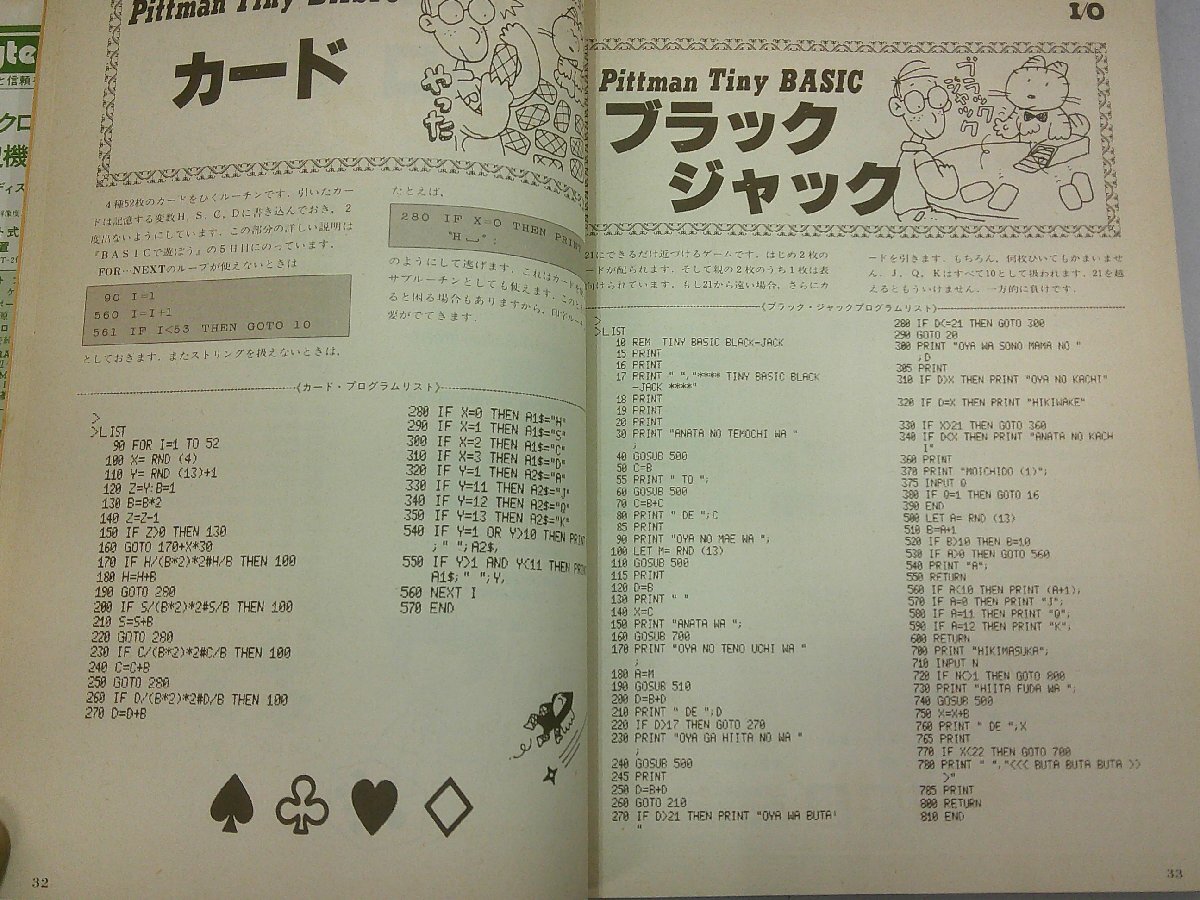 Pittman Tiny BASIC
カード
やった
4種52枚のカードをひくルーチンです．引いたカー
ドは記憶する変数H，S，C，Dに書き込んでおき，2
度出ないようにしています．この部分の詳しい説明は
『BASICで遊ぼう』の5日目にのっています．
FOR…NEXTのループが使えないときは
90 I=1
560 I=I+1
561 IF I<53 THEN GOTO 10
としておきます．またストリングを扱えないときは，
たとえば，
280 IF X=0 THEN PRINT
"H␣";
のようにして逃げます．これはカードを
サブルーチンとしても使えます．このと
ると困る場合もありますから，印字ルー
要がでてきます．
《カード・プログラムリスト》
>
>LIST
90 FOR I=1 TO 52
100 X= RND (4)
110 Y= RND (13)+1
120 Z=Y:B=1
130 B=B*2
140 Z=Z-1
150 IF Z>0 THEN 130
160 GOTO 170+X*30
170 IF H/(B*2)*2#H/B THEN 100
180 H=H+B
190 GOTO 280
200 IF S/(B*2)*2#S/B THEN 100
210 S=S+B
220 GOTO 280
230 IF C/(B*2)*2#C/B THEN 100
240 C=C+B
250 GOTO 280
260 IF D/(B*2)*2#D/B THEN 100
270 D=D+B
280 IF X=0 THEN A1$="H"
290 IF X=1 THEN A1$="S"
300 IF X=2 THEN A1$="C"
310 IF X=3 THEN A1$="D"
320 IF Y=1 THEN A2$="A"
330 IF Y=11 THEN A2$="J"
340 IF Y=12 THEN A2$="Q"
350 IF Y=13 THEN A2$="K"
540 IF Y=1 OR Y>10 THEN PRIN
;" ";A2$,
550 IF Y>1 AND Y<11 THEN PRIN
A1$;" ";Y,
560 NEXT I
570 END
32
I/O
Pittman Tiny BASIC
ブラック
ジャック
ブラックジャック
21にできるだけ近づけるゲームです．はじめ2枚の
ードが配られます．そして親の2枚のうち1枚は表
向けられています．もし21から遠い場合，さらにカ
ードを引きます．もちろん，何枚ひいてもかまいませ
ん．J，Q，Kはすべて10として扱われます．21を越
えるともういけません．一方的に負けです．
《ブラック・ジャックプログラムリスト》
>
>LIST
10 REM  TINY BASIC BLACK-JACK
15 PRINT
16 PRINT
17 PRINT " ","**** TINY BASIC BLACK
-JACK ****"
18 PRINT
19 PRINT
20 PRINT
30 PRINT "ANATA NO TEMOCHI WA "
;
40 GOSUB 500
50 C=B
55 PRINT " TO ";
60 GOSUB 500
70 C=B+C
80 PRINT " DE ";C
85 PRINT
90 PRINT "OYA NO MAE WA ";
100 LET M= RND (13)
110 GOSUB 500
115 PRINT
120 D=B
130 PRINT " "
140 X=C
150 PRINT "ANATA WA ";
160 GOSUB 700
170 PRINT "OYA NO TENO UCHI WA "
;
180 A=M
190 GOSUB 510
200 D=B+D
210 PRINT " DE ";D
220 IF D>17 THEN GOTO 270
230 PRINT "OYA GA HIITA NO WA "
;
240 GOSUB 500
245 PRINT
250 D=B+D
260 GOTO 210
270 IF D>21 THEN PRINT "OYA WA BUTA!
"
280 IF D<=21 THEN GOTO 300
290 GOTO 20
300 PRINT "OYA WA SONO MAMA NO "
;D
305 PRINT
310 IF D>X THEN PRINT "OYA NO KACHI"
320 IF D=X THEN PRINT "HIKIWAKE"
330 IF X>21 THEN GOTO 360
340 IF D<X THEN PRINT "ANATA NO KACH
I"
360 PRINT
370 PRINT "MOICHIDO (1)";
375 INPUT Q
380 IF Q=1 THEN GOTO 16
390 END
500 LET A= RND (13)
510 B=A+1
520 IF B>10 THEN B=10
530 IF A>0 THEN GOTO 560
540 PRINT "A";
550 RETURN
560 IF A<10 THEN PRINT (A+1);
570 IF A=0 THEN PRINT "J";
580 IF A=11 THEN PRINT "Q";
590 IF A=12 THEN PRINT "K";
600 RETURN
700 PRINT "HIKIMASUKA";
710 INPUT N
720 IF N<>1 THEN GOTO 800
730 PRINT "HIITA FUDA WA ";
740 GOSUB 500
750 X=X+B
760 PRINT " DE ";X
765 PRINT
770 IF X<22 THEN GOTO 700
780 PRINT " ","<<< BUTA BUTA BUTA >>
>"
785 PRINT
800 RETURN
810 END
33